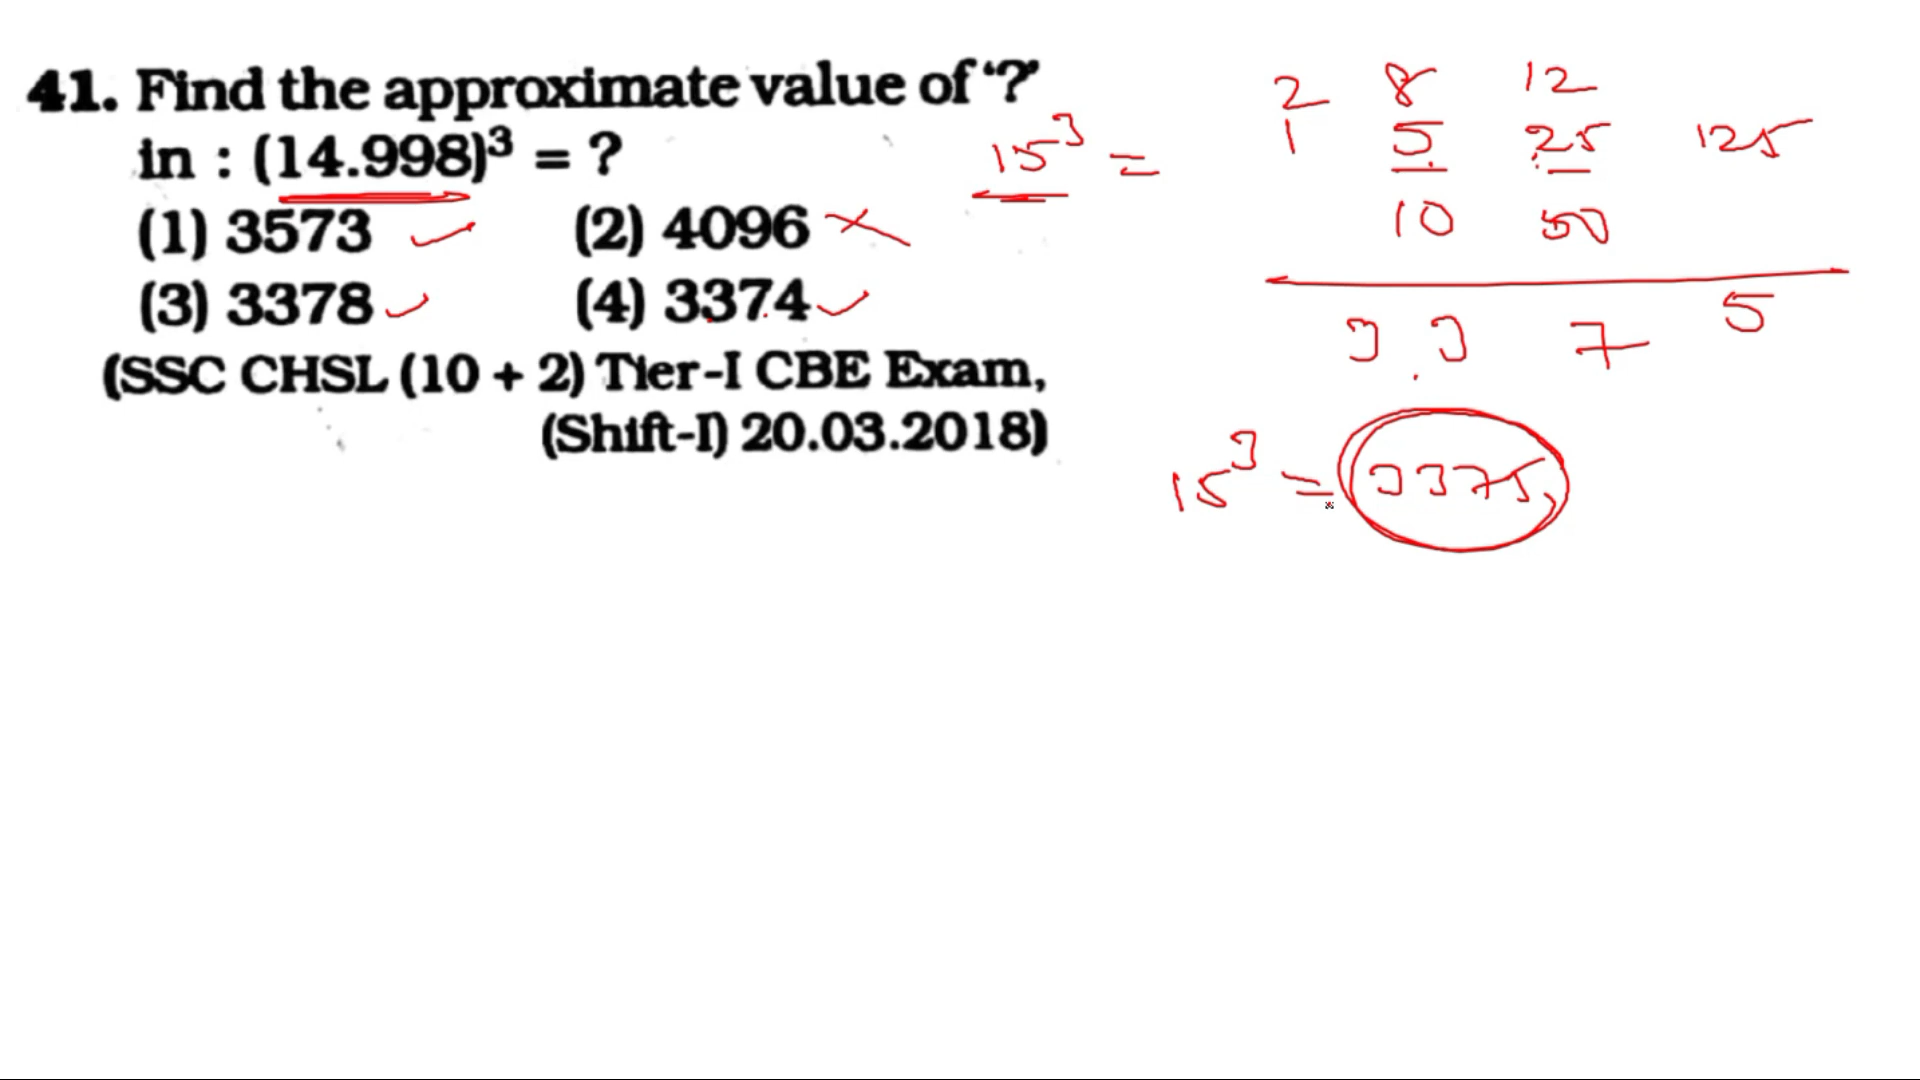 41. Find the approximate value of ‘?’
in : (14.998)³ = ?
(1) 3573 (2) 4096
(3) 3378 (4) 3374
(SSC CHSL (10 + 2) Tier-I CBE Exam,
(Shift-I) 20.03.2018)
2 8 12
15³ = 1 5 25 125
10 50
3 3 7 5
15³ = 3375